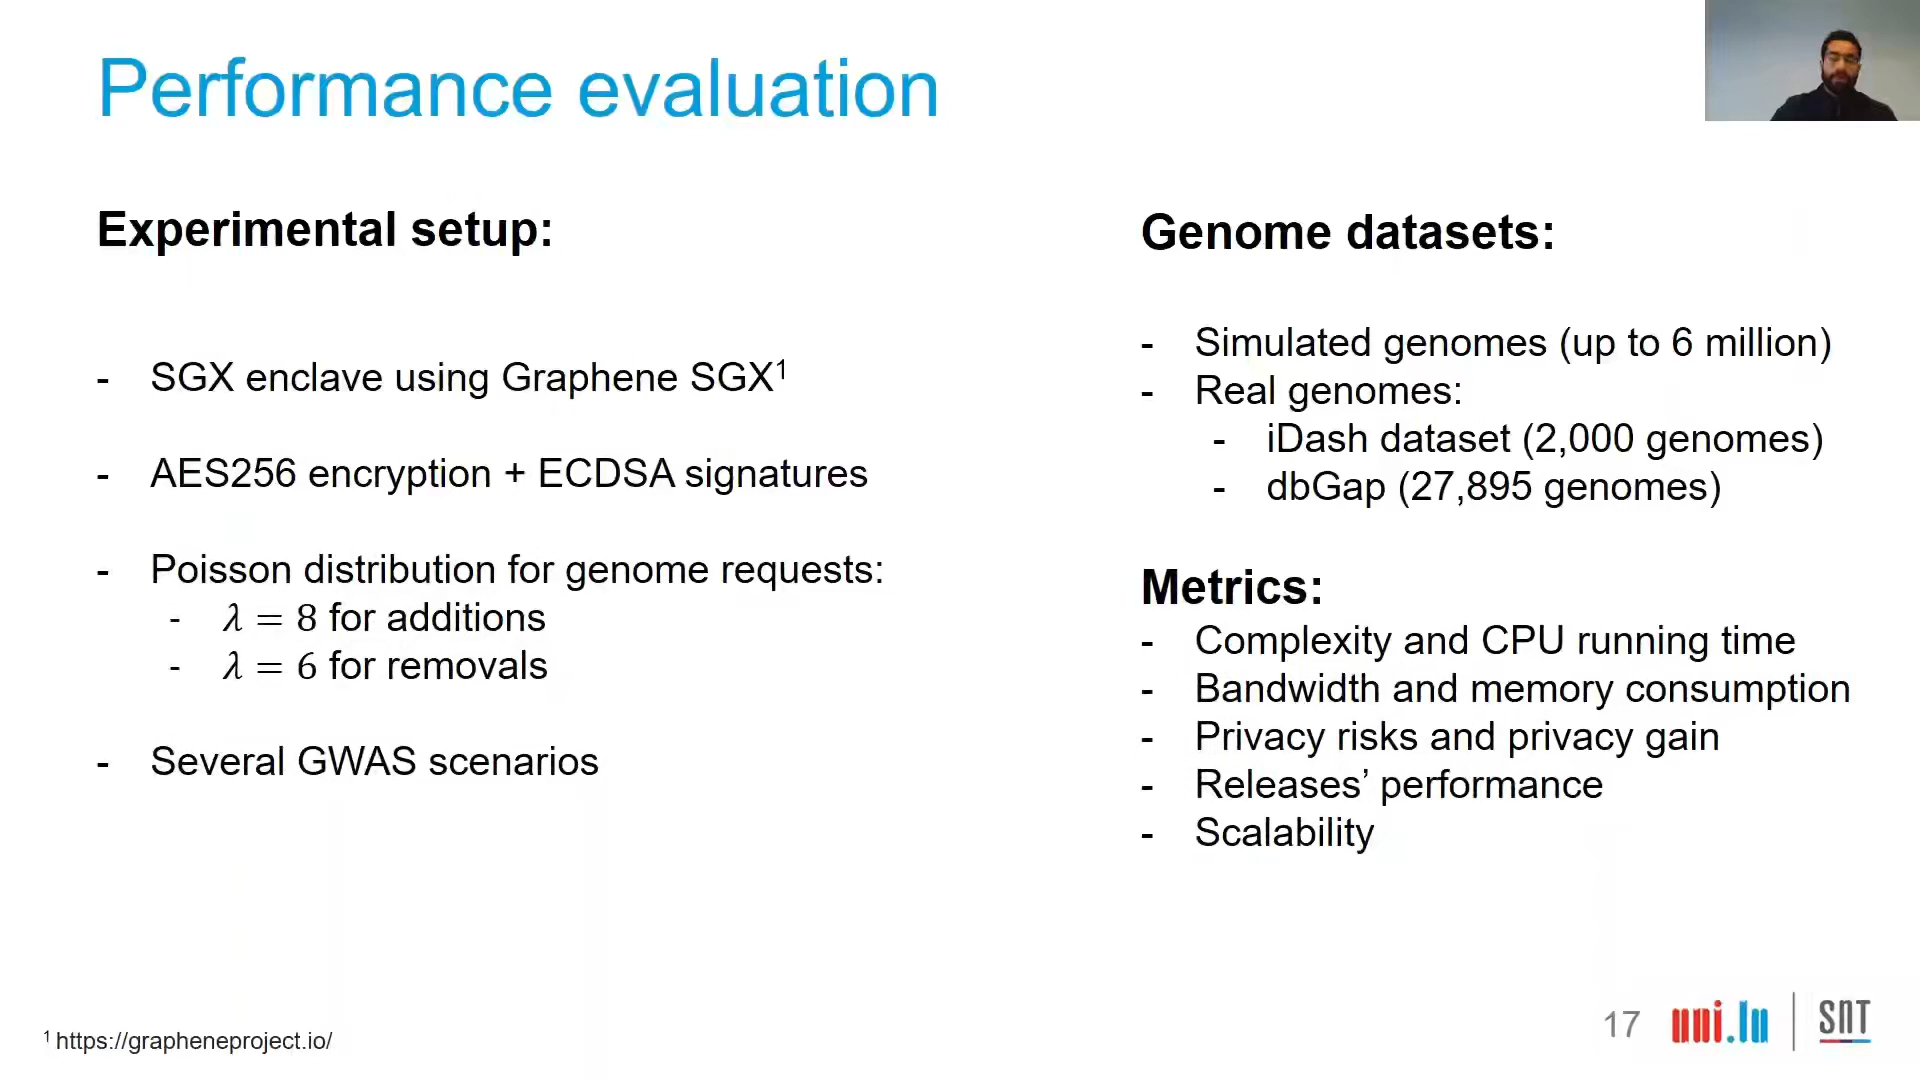 Performance evaluation
Experimental setup:
- SGX enclave using Graphene SGX¹
- AES256 encryption + ECDSA signatures
- Poisson distribution for genome requests:
- λ = 8 for additions
- λ = 6 for removals
- Several GWAS scenarios
Genome datasets:
- Simulated genomes (up to 6 million)
- Real genomes:
- iDash dataset (2,000 genomes)
- dbGap (27,895 genomes)
Metrics:
- Complexity and CPU running time
- Bandwidth and memory consumption
- Privacy risks and privacy gain
- Releases’ performance
- Scalability
¹ https://grapheneproject.io/
17
uni.lu
SNT